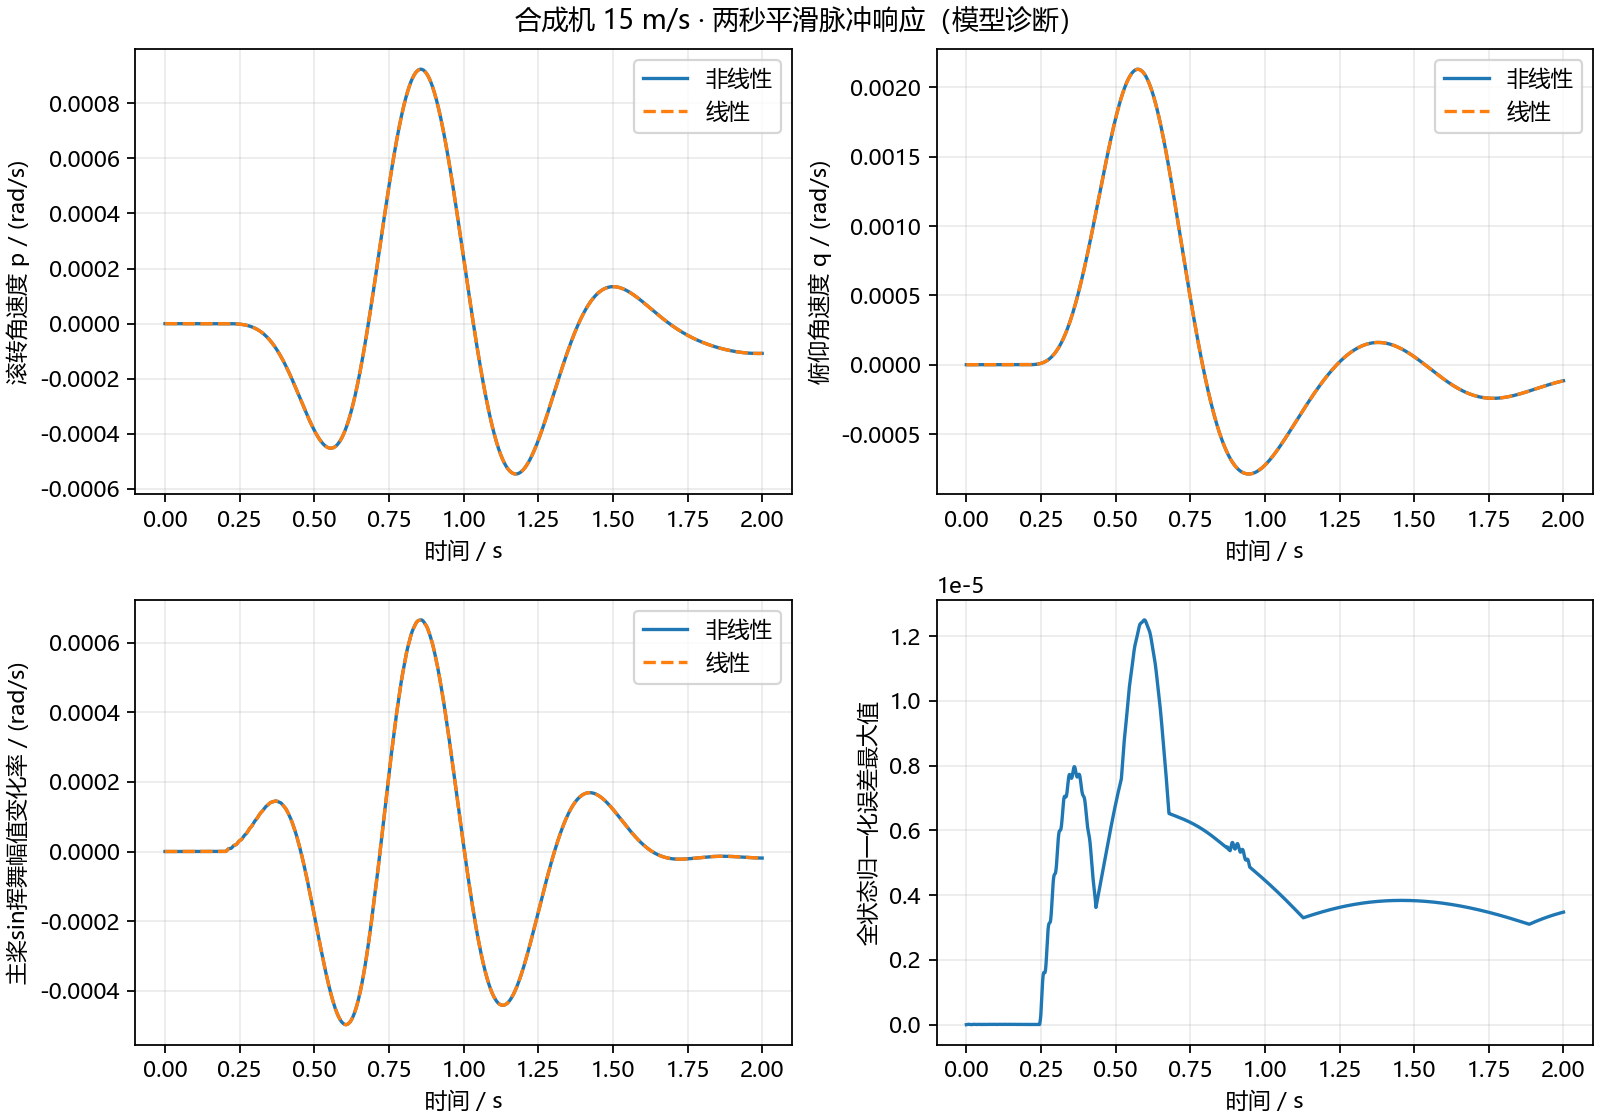 合成机 15 m/s · 两秒平滑脉冲响应（模型诊断）
滚转角速度 p / (rad/s)
0.0008
0.0006
0.0004
0.0002
0.0000
-0.0002
-0.0004
-0.0006
非线性
线性
0.00 0.25 0.50 0.75 1.00 1.25 1.50 1.75 2.00
时间 / s
俯仰角速度 q / (rad/s)
0.0020
0.0015
0.0010
0.0005
0.0000
-0.0005
非线性
线性
0.00 0.25 0.50 0.75 1.00 1.25 1.50 1.75 2.00
时间 / s
主桨sin挥舞幅值变化率 / (rad/s)
0.0006
0.0004
0.0002
0.0000
-0.0002
-0.0004
非线性
线性
0.00 0.25 0.50 0.75 1.00 1.25 1.50 1.75 2.00
时间 / s
全状态归一化误差最大值
1e-5
1.2
1.0
0.8
0.6
0.4
0.2
0.0
0.00 0.25 0.50 0.75 1.00 1.25 1.50 1.75 2.00
时间 / s